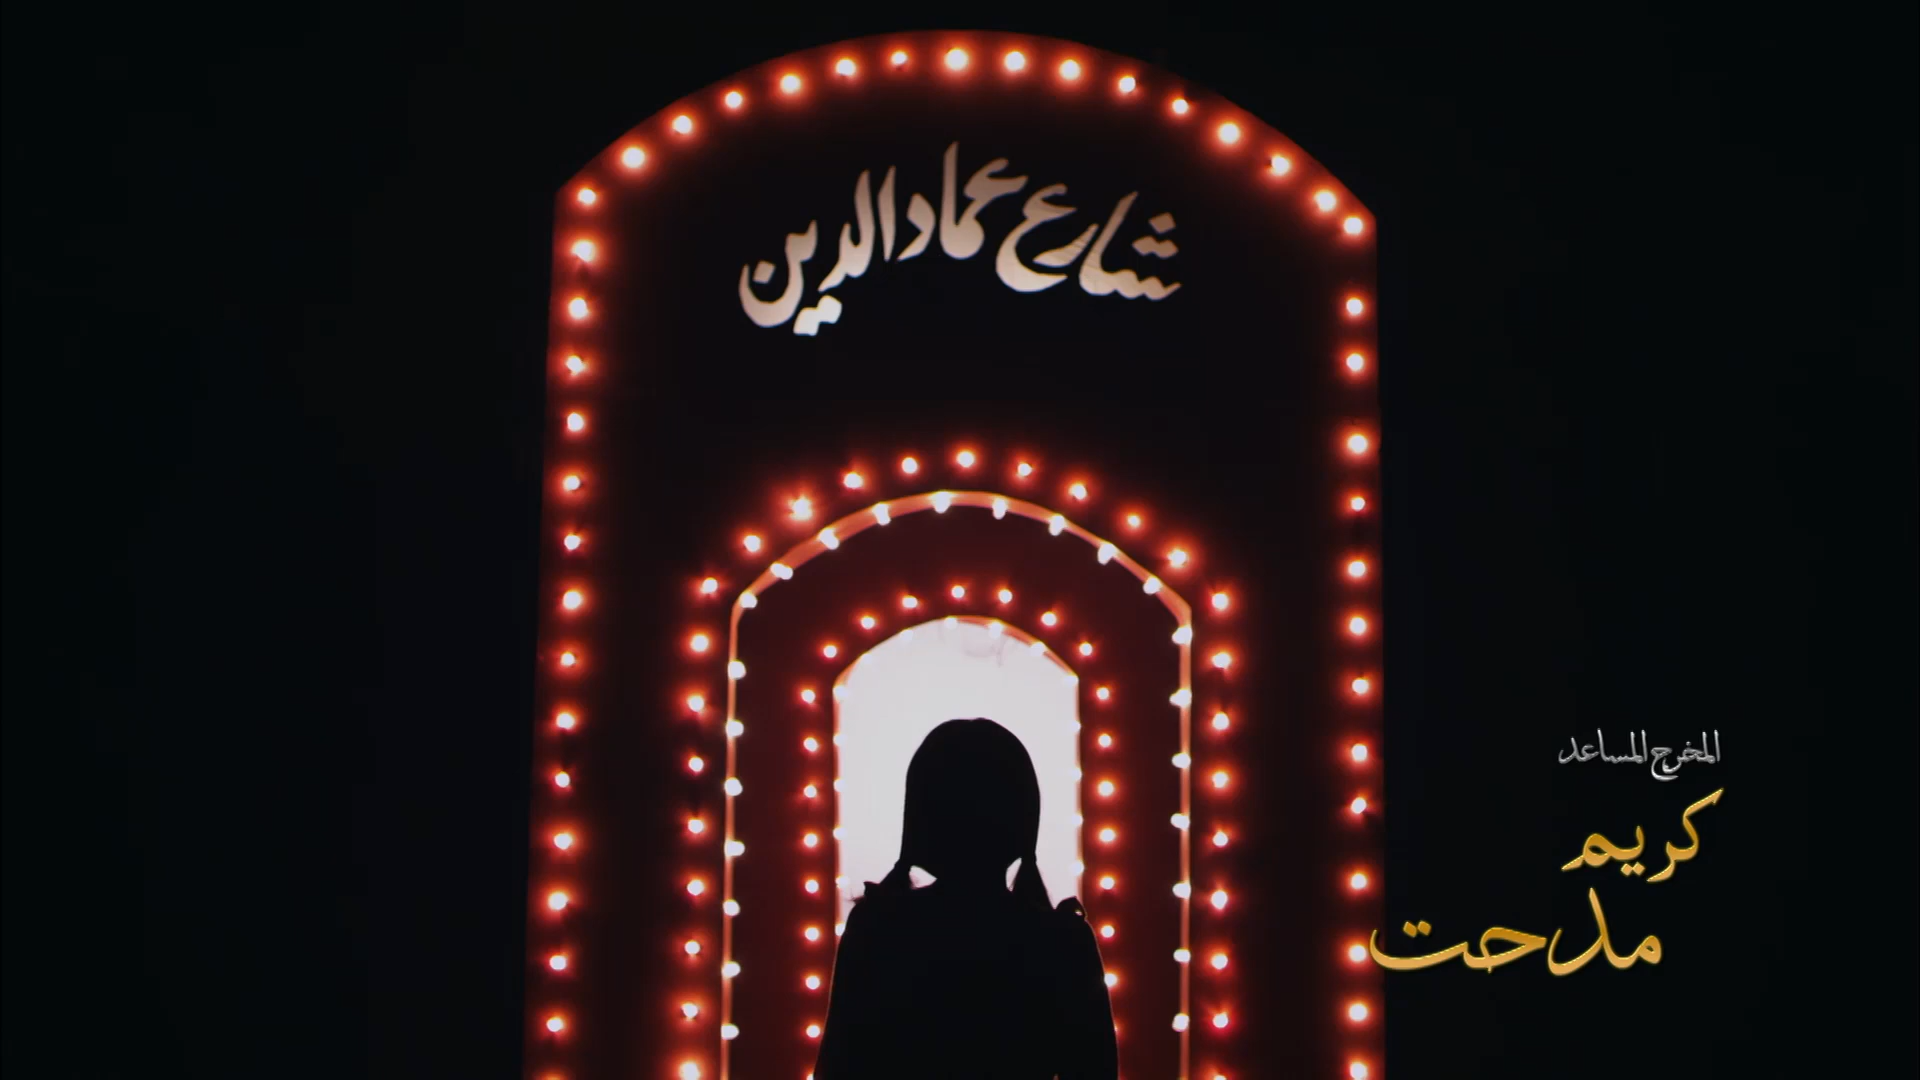 شارع عماد الدين
المخرج المساعد
كريم
مدحت